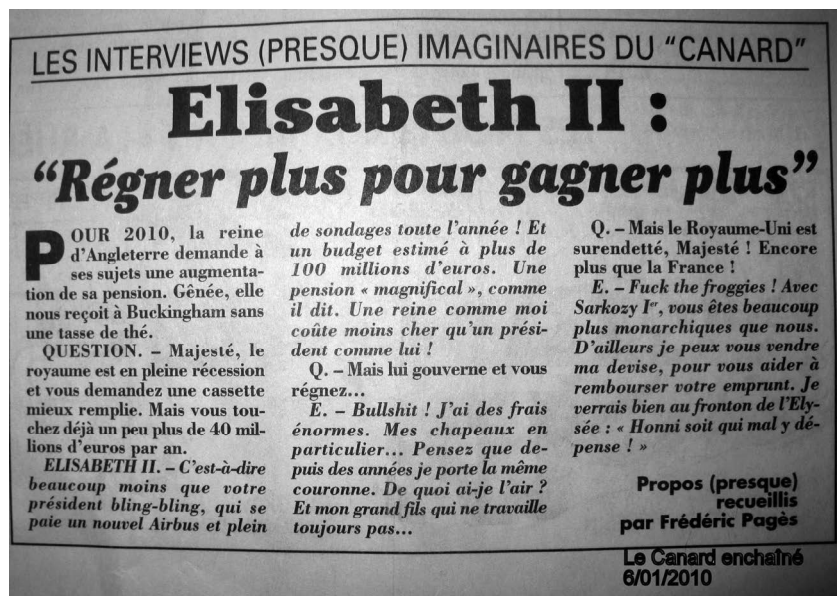 LES INTERVIEWS (PRESQUE) IMAGINAIRES DU "CANARD"
Elisabeth II :
"Régner plus pour gagner plus"
POUR 2010, la reine
d'Angleterre demande à
ses sujets une augmenta-
tion de sa pension. Gênée, elle
nous reçoit à Buckingham sans
une tasse de thé.
QUESTION. – Majesté, le
royaume est en pleine récession
et vous demandez une cassette
mieux remplie. Mais vous tou-
chez déjà un peu plus de 40 mil-
lions d'euros par an.
ELISABETH II. – C'est-à-dire
beaucoup moins que votre
président bling-bling, qui se
paie un nouvel Airbus et plein
de sondages toute l'année ! Et
un budget estimé à plus de
100 millions d'euros. Une
pension « magnifical », comme
il dit. Une reine comme moi
coûte moins cher qu'un prési-
dent comme lui !
Q. – Mais lui gouverne et vous
régnez...
E. – Bullshit ! J'ai des frais
énormes. Mes chapeaux en
particulier... Pensez que de-
puis des années je porte la même
couronne. De quoi ai-je l'air ?
Et mon grand fils qui ne travaille
toujours pas...
Q. – Mais le Royaume-Uni est
surendetté, Majesté ! Encore
plus que la France !
E. – Fuck the froggies ! Avec
Sarkozy Ier, vous êtes beaucoup
plus monarchiques que nous.
D'ailleurs je peux vous vendre
ma devise, pour vous aider à
rembourser votre emprunt. Je
verrais bien au fronton de l'Ely-
sée : « Honni soit qui mal y dé-
pense ! »
Propos (presque)
recueillis
par Frédéric Pagès
Le Canard enchaîné
6/01/2010